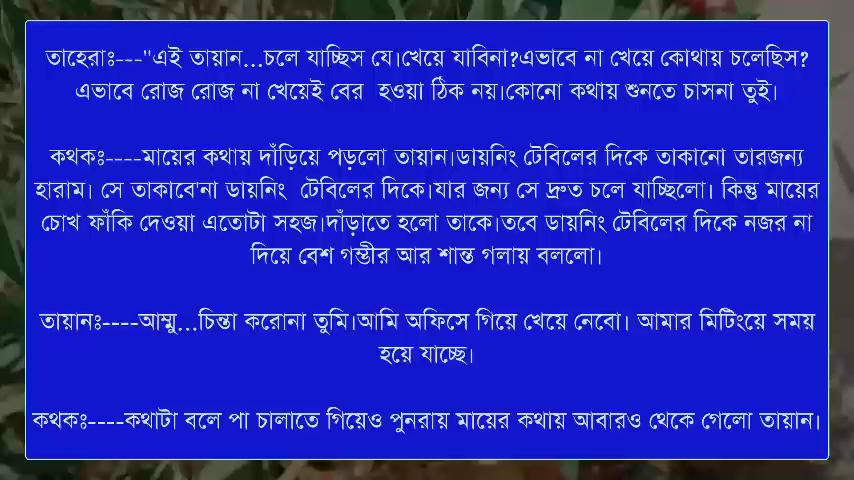 তাহেরাঃ---"এই তায়ান...চলে যাচ্ছিস যে।খেয়ে যাবিনা?এভাবে না খেয়ে কোথায় চলেছিস?
এভাবে রোজ রোজ না খেয়েই বের হওয়া ঠিক নয়।কোনো কথায় শুনতে চাসনা তুই।
কথকঃ----মায়ের কথায় দাঁড়িয়ে পড়লো তায়ান।ডায়নিং টেবিলের দিকে তাকানো তারজন্য
হারাম। সে তাকাবে'না ডায়নিং টেবিলের দিকে।যার জন্য সে দ্রুত চলে যাচ্ছিলো। কিন্তু মায়ের
চোখ ফাঁকি দেওয়া এতোটা সহজ।দাঁড়াতে হলো তাকে।তবে ডায়নিং টেবিলের দিকে নজর না
দিয়ে বেশ গম্ভীর আর শান্ত গলায় বললো।
তায়ানঃ----আম্মু...চিন্তা করোনা তুমি।আমি অফিসে গিয়ে খেয়ে নেবো। আমার মিটিংয়ে সময়
হয়ে যাচ্ছে।
কথকঃ----কথাটা বলে পা চালাতে গিয়েও পুনরায় মায়ের কথায় আবারও থেকে গেলো তায়ান।